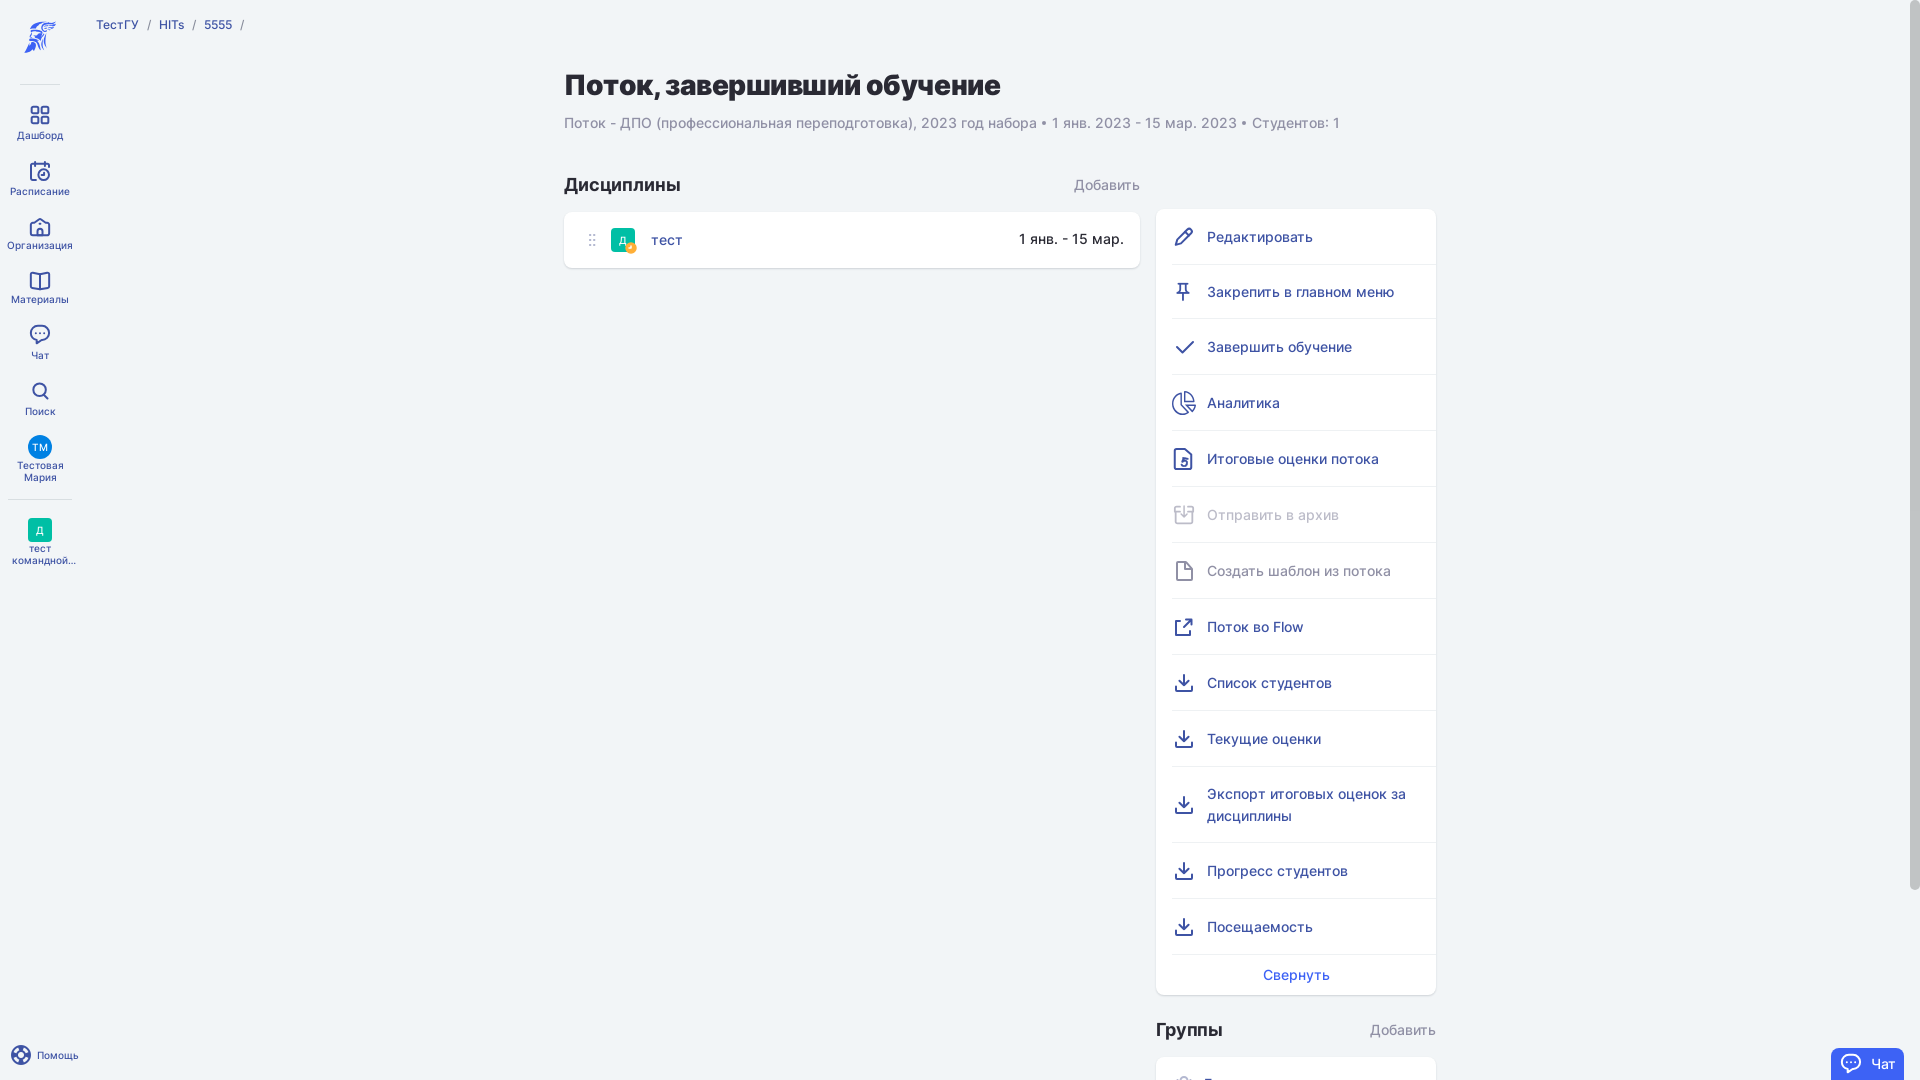 ТестГУ / HITs / 5555 /
Поток, завершивший обучение
Поток - ДПО (профессиональная переподготовка), 2023 год набора • 1 янв. 2023 - 15 мар. 2023 • Студентов: 1
Дашборд
Расписание
Организация
Материалы
Чат
Поиск
ТМ
Тестовая
Мария
Д
тест
командной...
Помощь
Дисциплины
Добавить
Д
тест
1 янв. - 15 мар.
Редактировать
Закрепить в главном меню
Завершить обучение
Аналитика
Итоговые оценки потока
Отправить в архив
Создать шаблон из потока
Поток во Flow
Список студентов
Текущие оценки
Экспорт итоговых оценок за
дисциплины
Прогресс студентов
Посещаемость
Свернуть
Группы
Добавить
Чат